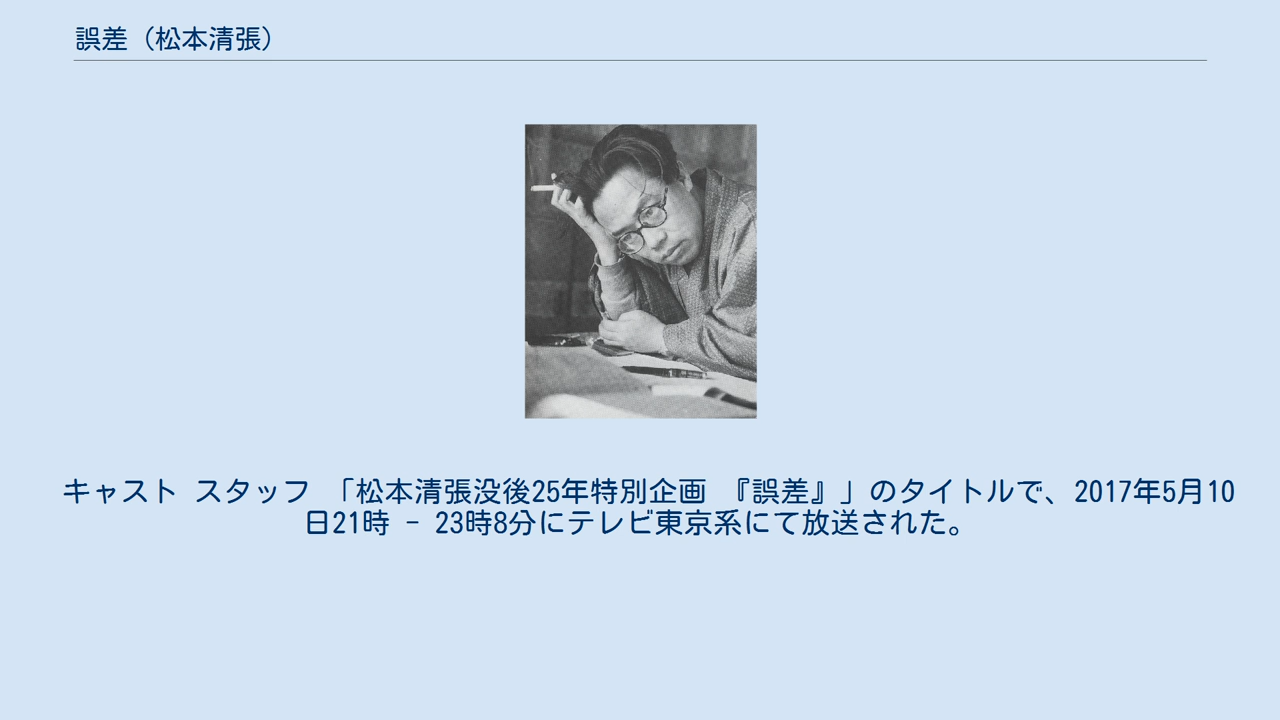 誤差（松本清張）
キャスト スタッフ 「松本清張没後25年特別企画 『誤差』」のタイトルで、2017年5月10
日21時 - 23時8分にテレビ東京系にて放送された。